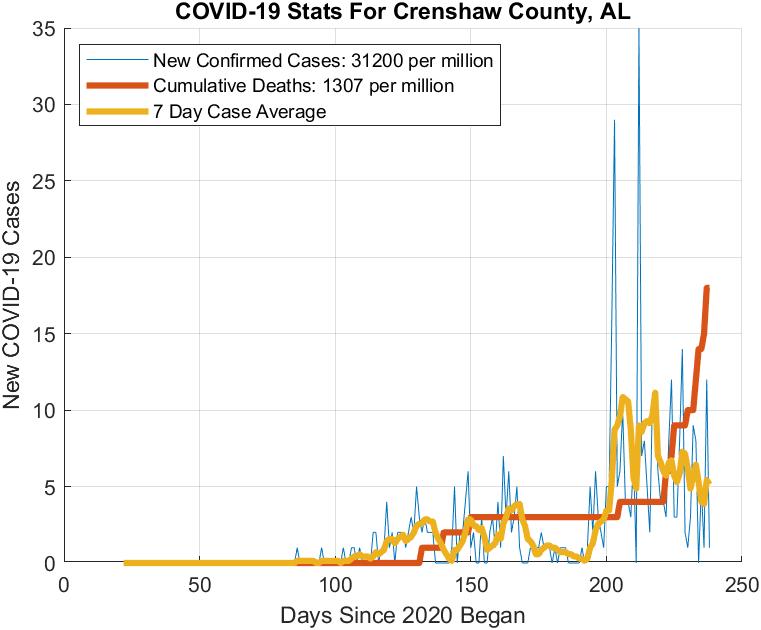 COVID-19 Stats For Crenshaw County, AL
New Confirmed Cases: 31200 per million
Cumulative Deaths: 1307 per million
7 Day Case Average
New COVID-19 Cases
35
30
25
20
15
10
5
0
0 50 100 150 200 250
Days Since 2020 Began